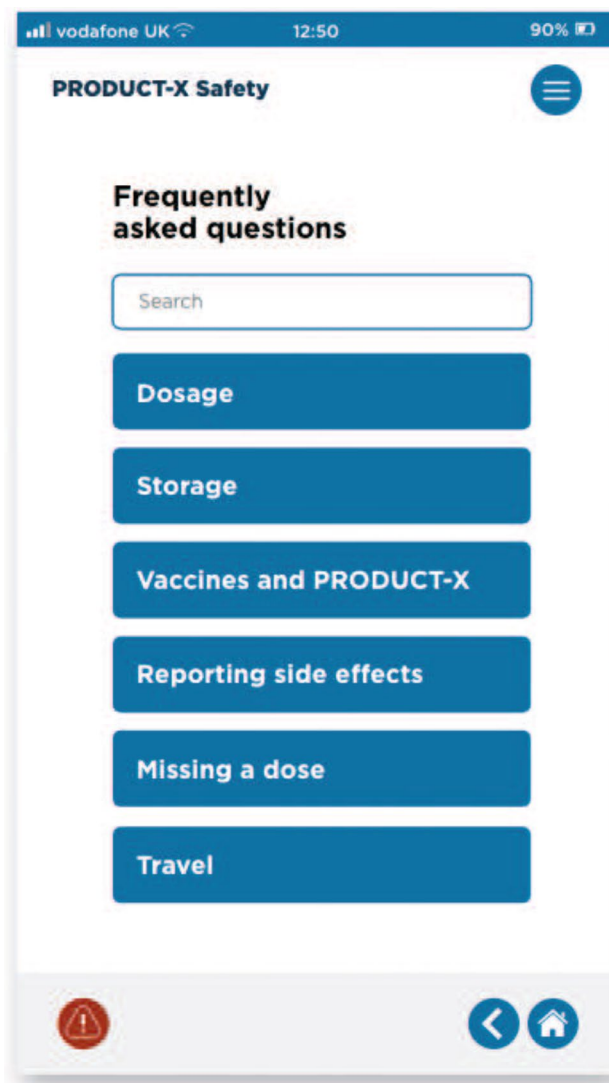 vodafone UK 12:50 90%
PRODUCT-X Safety
Frequently
asked questions
Search
Dosage
Storage
Vaccines and PRODUCT-X
Reporting side effects
Missing a dose
Travel